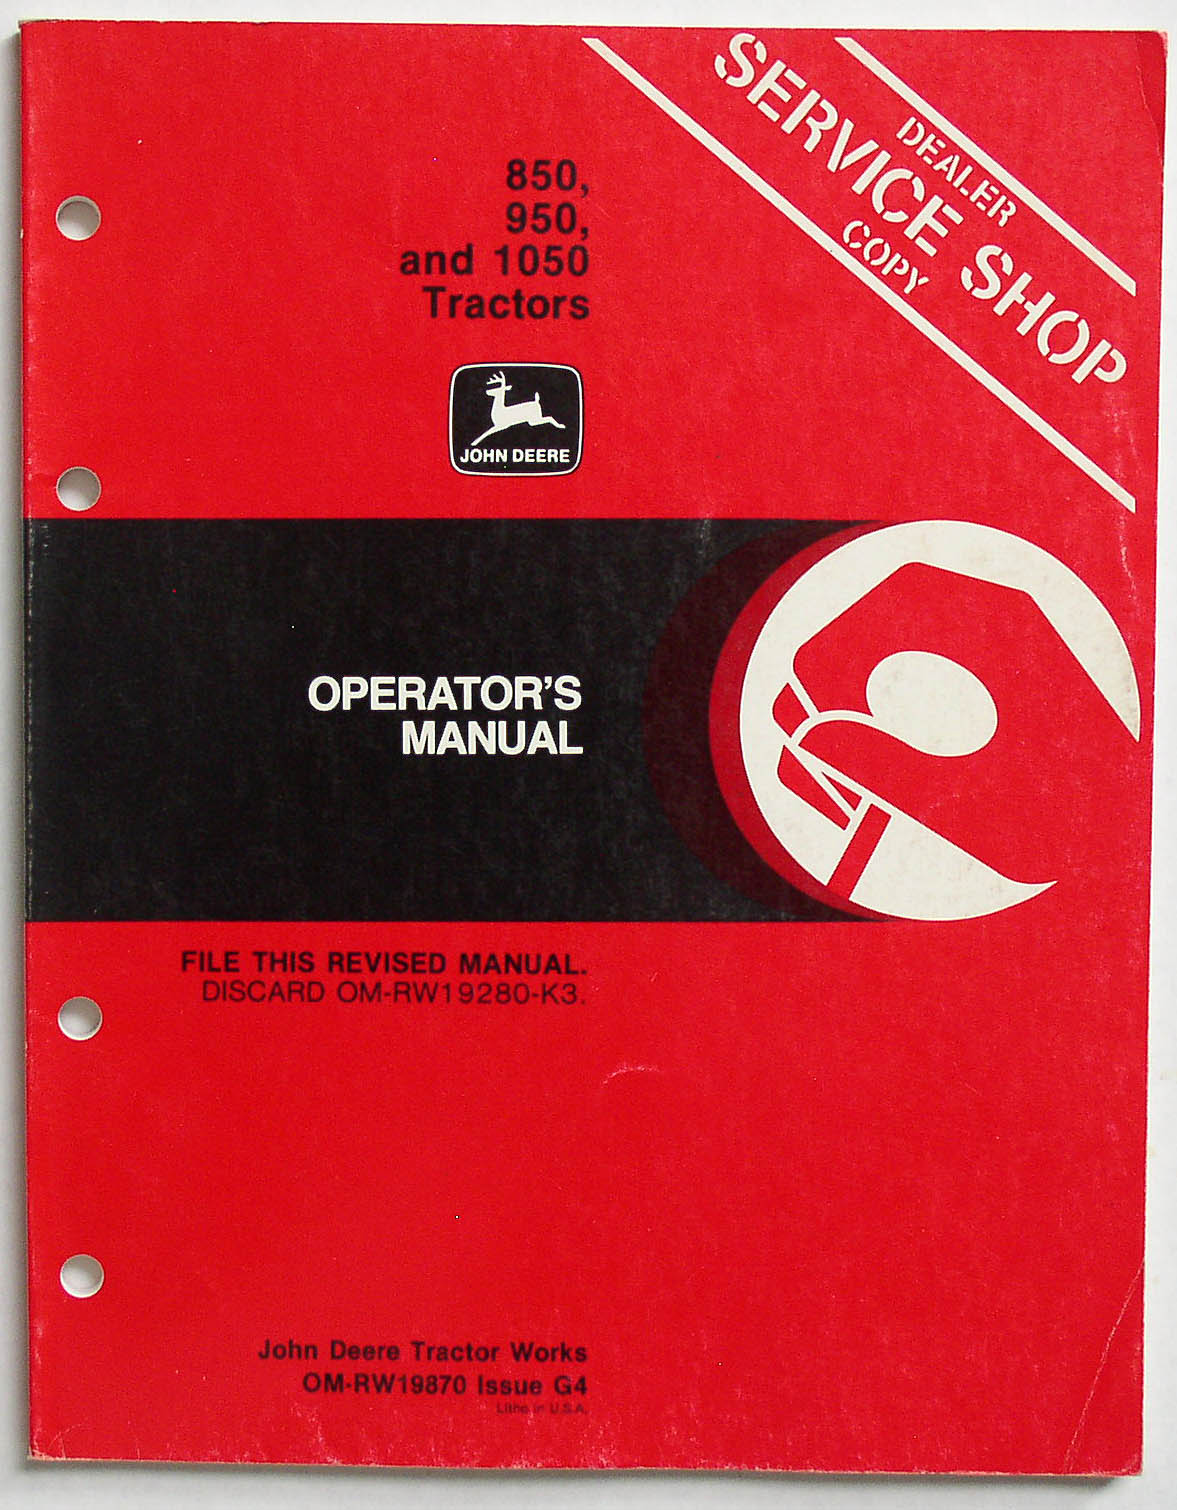 DEALER
SERVICE SHOP
COPY
850,
950,
and 1050
Tractors
JOHN DEERE
OPERATOR'S
MANUAL
FILE THIS REVISED MANUAL.
DISCARD OM-RW19280-K3.
John Deere Tractor Works
OM-RW19870 Issue G4
Litho in U.S.A.